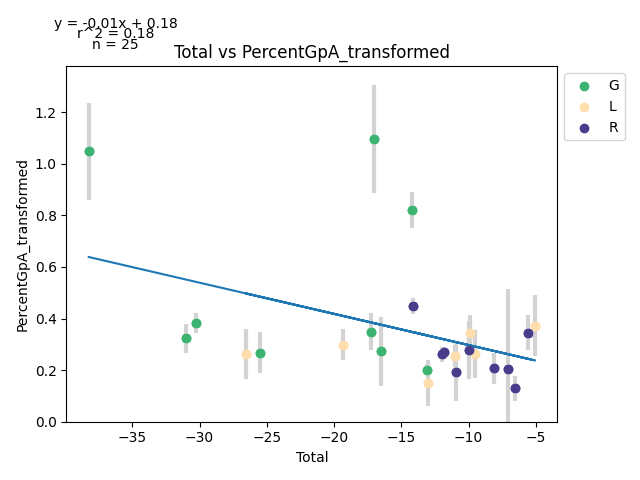 y = -0.01x + 0.18
r^2 = 0.18
n = 25
Total vs PercentGpA_transformed
G
L
R
PercentGpA_transformed
1.2
1.0
0.8
0.6
0.4
0.2
0.0
−35
−30
−25
−20
−15
−10
−5
Total